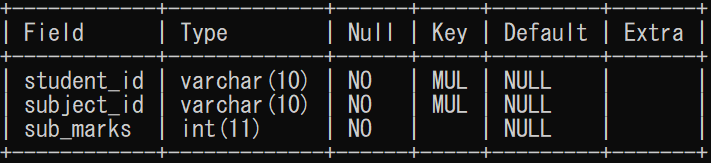 +------------+-------------+------+-----+---------+-------+
| Field      | Type        | Null | Key | Default | Extra |
+------------+-------------+------+-----+---------+-------+
| student_id | varchar(10) | NO   | MUL | NULL    |       |
| subject_id | varchar(10) | NO   | MUL | NULL    |       |
| sub_marks  | int(11)     | NO   |     | NULL    |       |
+------------+-------------+------+-----+---------+-------+